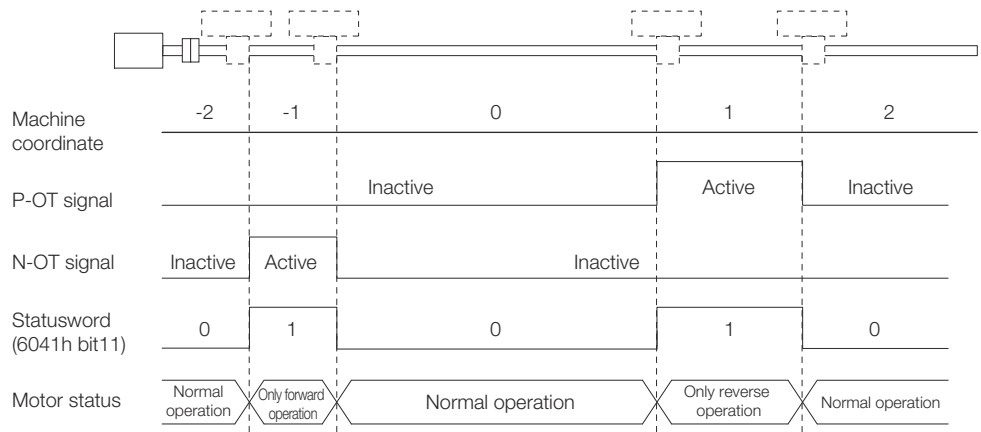 Machine
coordinate
-2 -1 0 1 2
P-OT signal
Inactive Active Inactive
N-OT signal
Inactive Active Inactive
Statusword
(6041h bit11)
0 1 0 1 0
Motor status
Normal
operation
Only forward
operation
Normal operation
Only reverse
operation
Normal operation